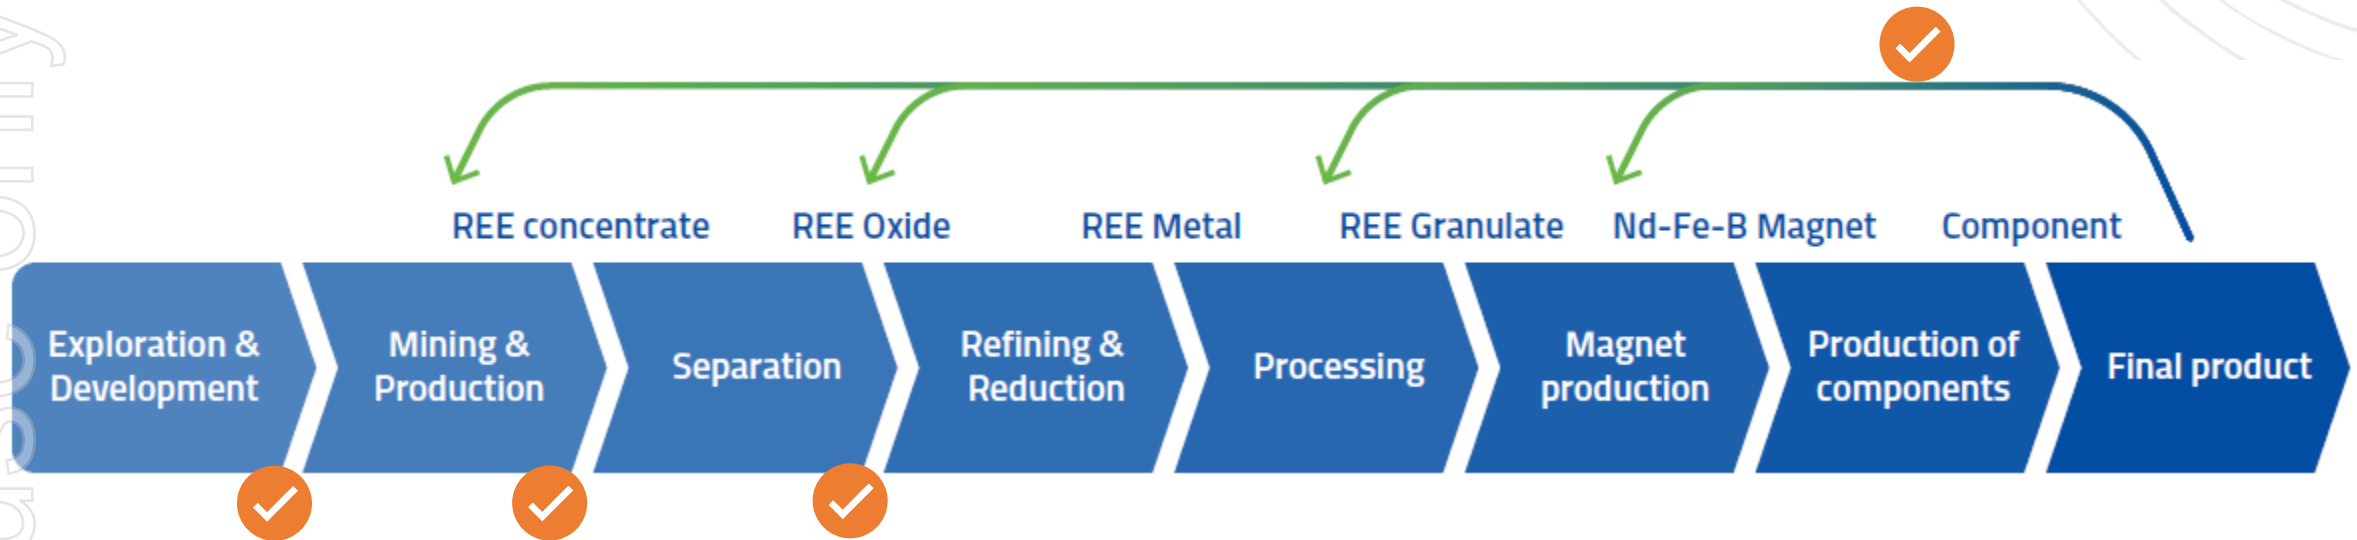 REE concentrate
REE Oxide
REE Metal
REE Granulate
Nd-Fe-B Magnet
Component
Exploration &
Development
Mining &
Production
Separation
Refining &
Reduction
Processing
Magnet
production
Production of
components
Final product